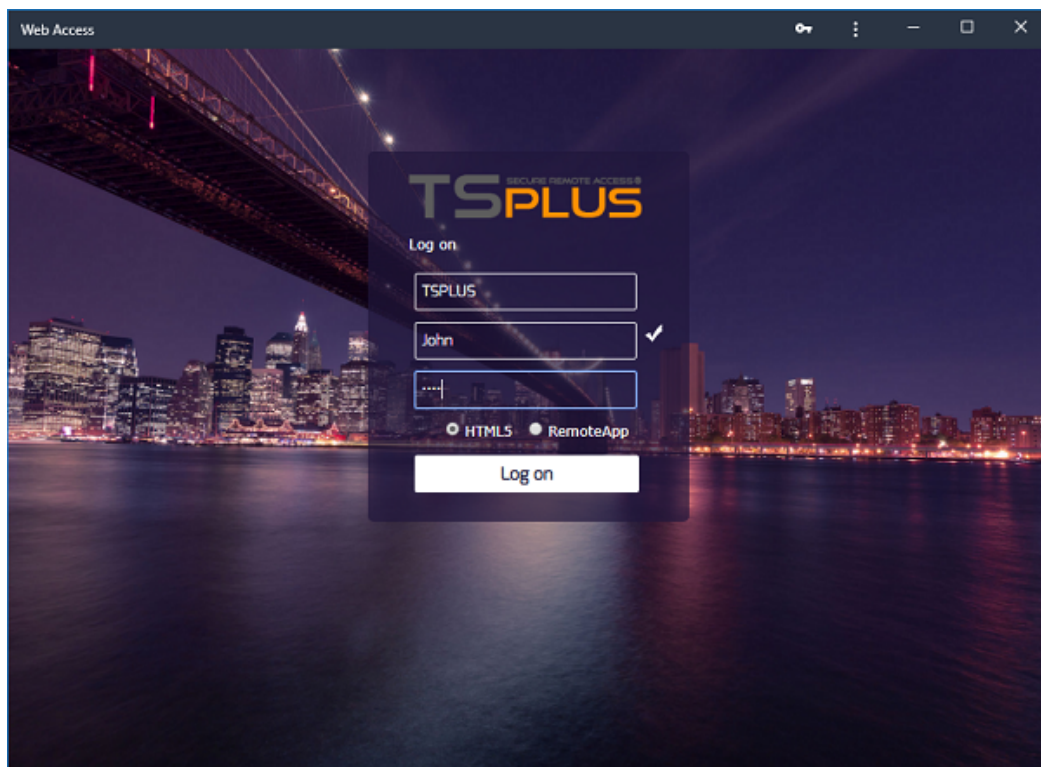 Web Access
SECURE REMOTE ACCESS®
TSPLUS
Log on
TSPLUS
John
HTML5 RemoteApp
Log on